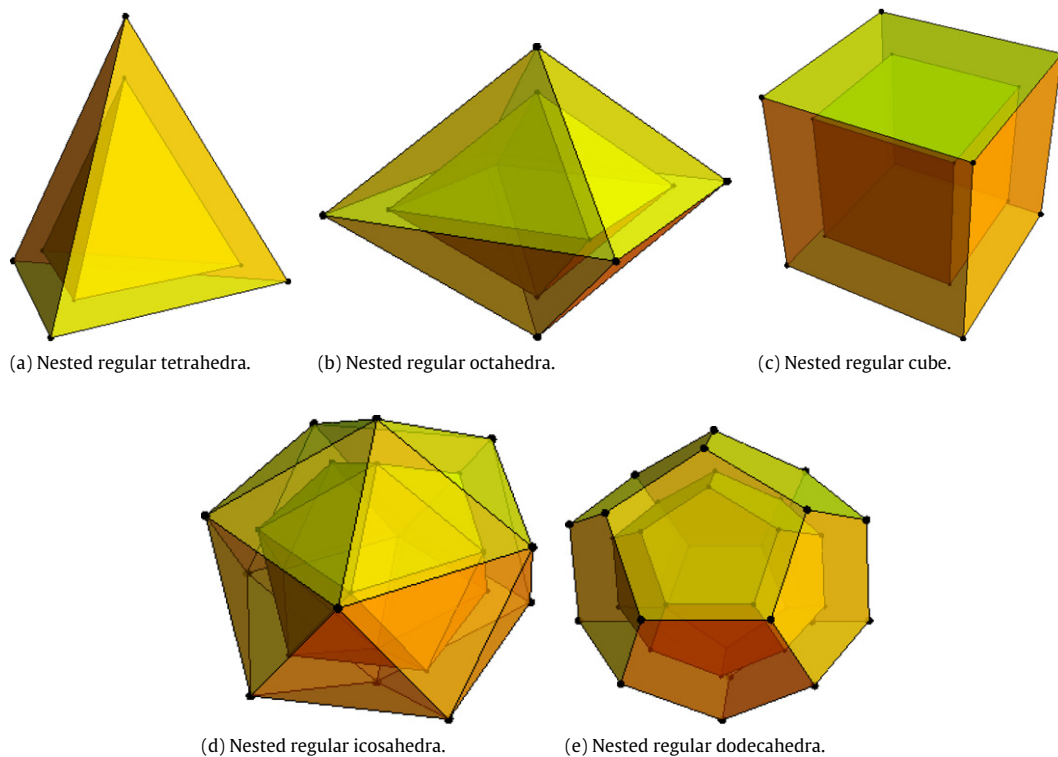 (a) Nested regular tetrahedra.
(b) Nested regular octahedra.
(c) Nested regular cube.
(d) Nested regular icosahedra.
(e) Nested regular dodecahedra.